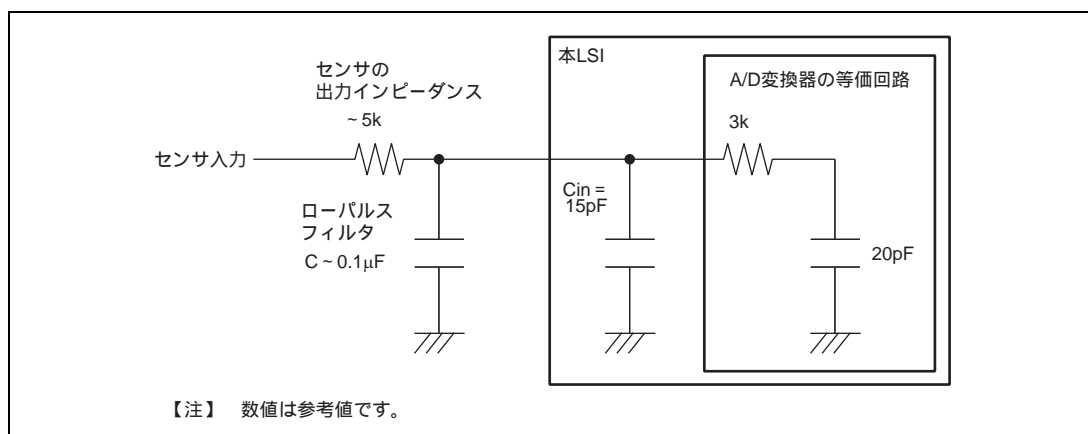 本LSI
センサの
出力インピーダンス
~5k
A/D変換器の等価回路
3k
センサ入力
Cin =
15pF
ローパルス
フィルタ
C~0.1μF
20pF
【注】 数値は参考値です。